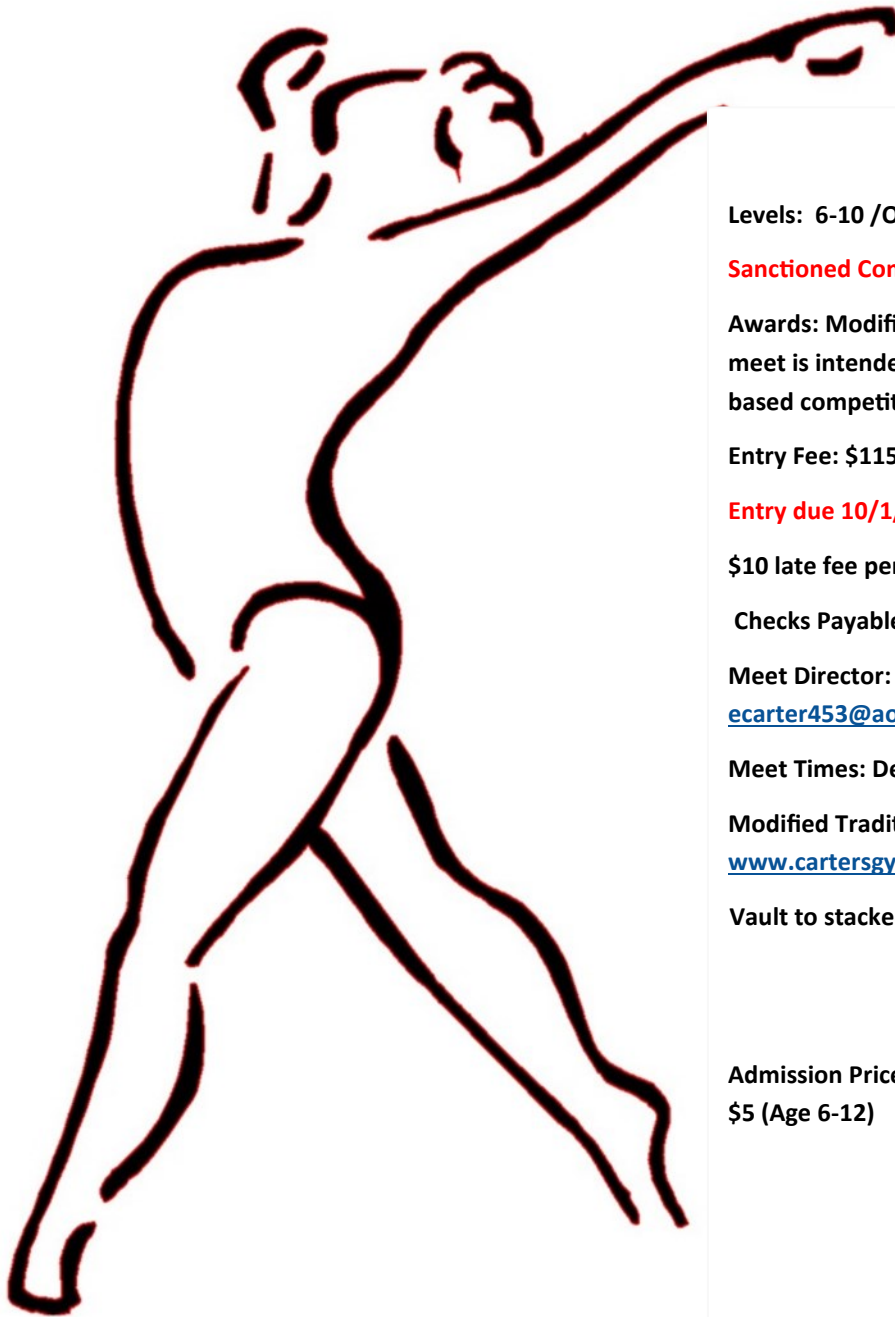 Levels: 6-10 /O
Sanctioned Con
Awards: Modifi
meet is intende
based competit
Entry Fee: $115
Entry due 10/1,
$10 late fee per
Checks Payable
Meet Director:
ecarter453@ao
Meet Times: De
Modified Tradit
www.cartersgy
Vault to stacke
Admission Price
$5 (Age 6-12)